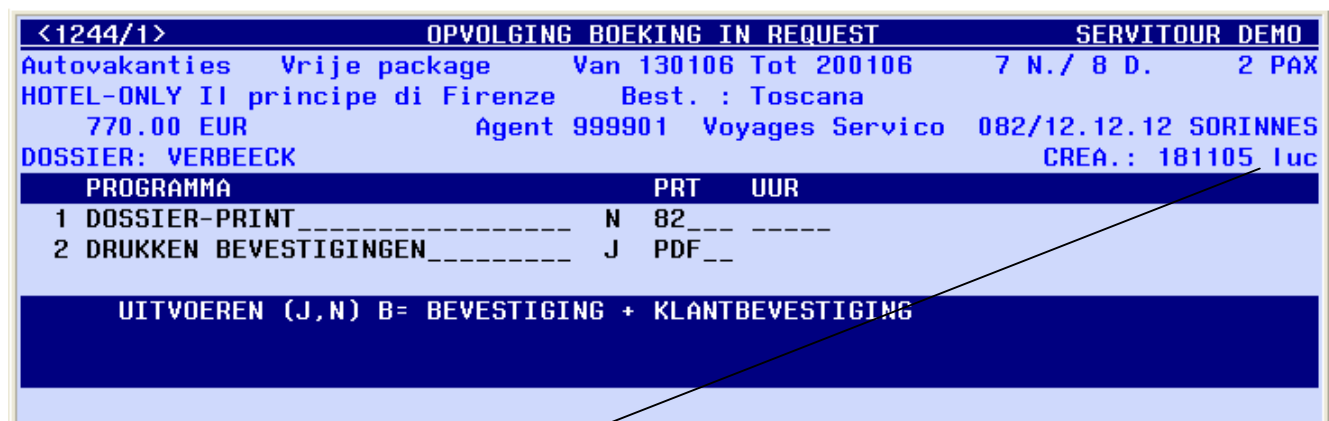 <1244/1> OPVOLGING BOEKING IN REQUEST SERVITOUR DEMO
Autovakanties Vrije package Van 130106 Tot 200106 7 N./ 8 D. 2 PAX
HOTEL-ONLY Il principe di Firenze Best. : Toscana
770.00 EUR Agent 999901 Voyages Servico 082/12.12.12 SORINNES
DOSSIER: VERBEECK CREA.: 181105 luc
PROGRAMMA PRT UUR
1 DOSSIER-PRINT_________________ N 82___ _____
2 DRUKKEN BEVESTIGINGEN_________ J PDF__
UITVOEREN (J,N) B= BEVESTIGING + KLANTBEVESTIGING